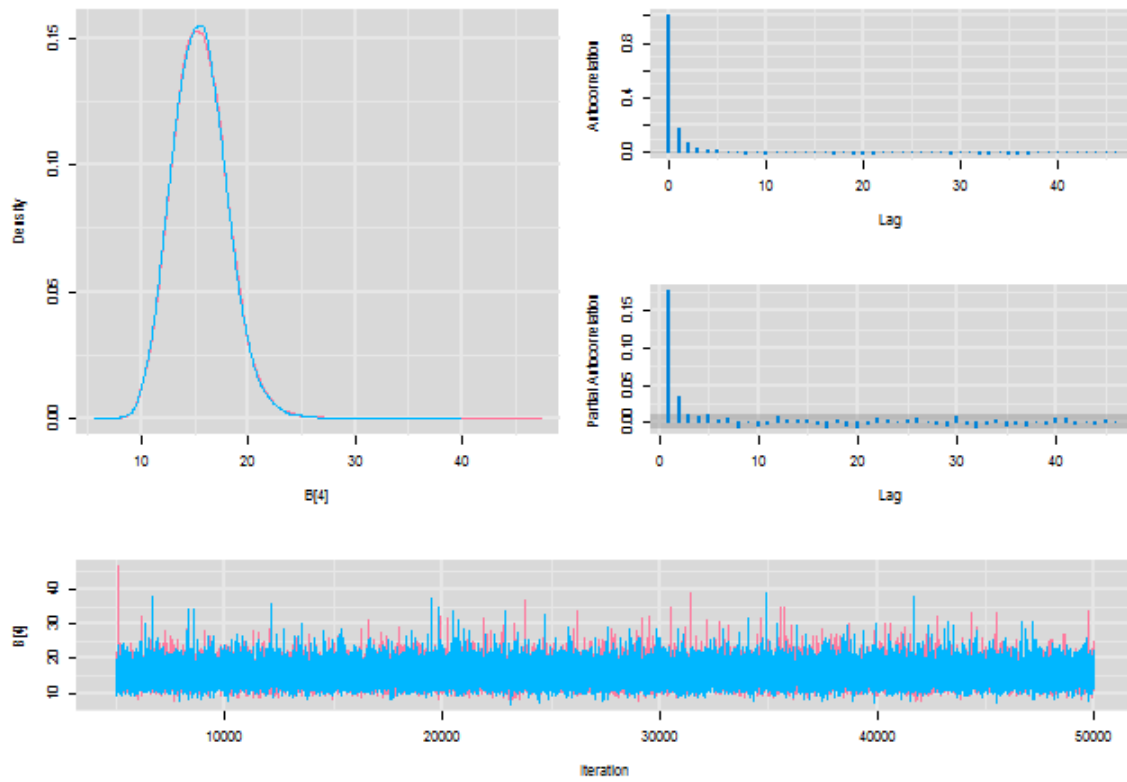 0.15
0.10
0.05
0.00
Density
10 20 30 40
B[4]
0.8
0.4
0.0
Autocorrelation
0 10 20 30 40
Lag
0.15
0.10
0.05
0.00
Partial Autocorrelation
0 10 20 30 40
Lag
40
30
20
10
B[4]
10000 20000 30000 40000 50000
Iteration